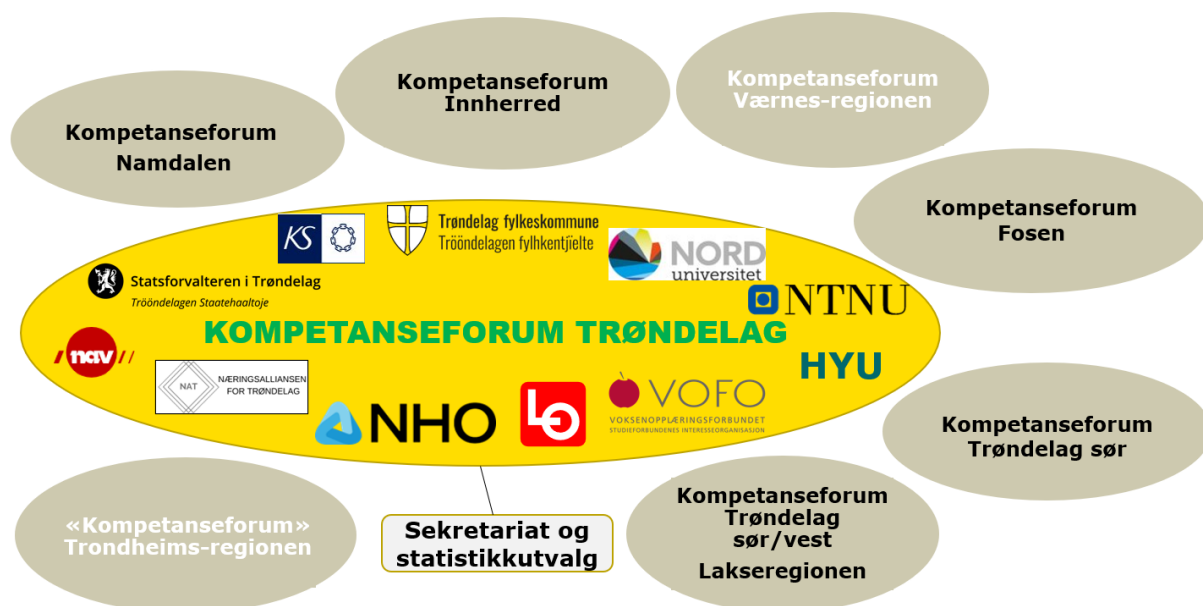 Kompetanseforum
Innherred
Kompetanseforum
Værnes-regionen
Kompetanseforum
Namdalen
Kompetanseforum
Fosen
KS
Trøndelag fylkeskommune
Trööndelagen fylhkentjïelte
NORD
universitet
Statsforvalteren i Trøndelag
Trööndelagen Staatehaaltoje
NTNU
KOMPETANSEFORUM TRØNDELAG
nav
HYU
NAT
NÆRINGSALLIANSEN
FOR TRØNDELAG
NHO
LO
VOFO
VOKSENOPPLÆRINGSFORBUNDET
STUDIEFORBUNDENES INTERESSEORGANISASJON
Kompetanseforum
Trøndelag sør
«Kompetanseforum»
Trondheims-regionen
Sekretariat og
statistikkutvalg
Kompetanseforum
Trøndelag
sør/vest
Lakseregionen